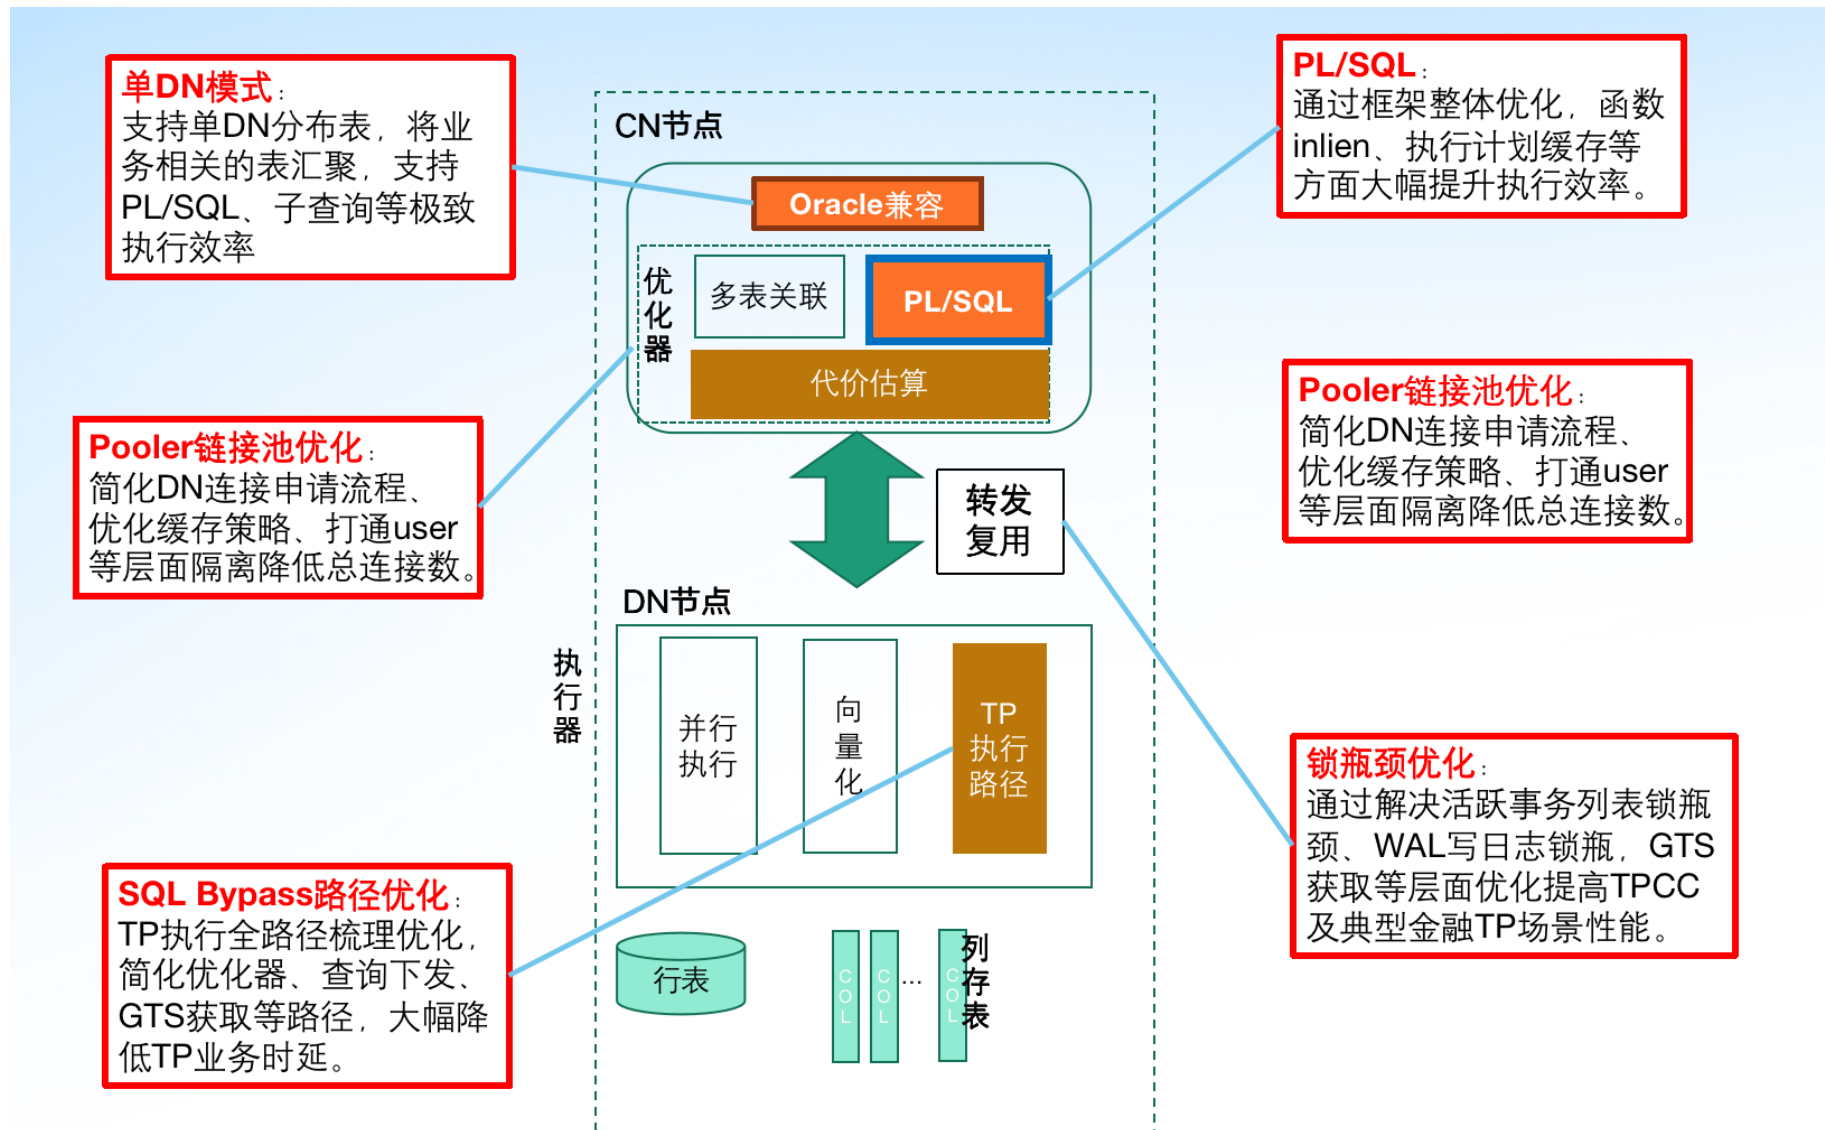 单DN模式：
支持单DN分布表，将业
务相关的表汇聚，支持
PL/SQL、子查询等极致
执行效率
PL/SQL：
通过框架整体优化，函数
inlien、执行计划缓存等
方面大幅提升执行效率。
CN节点
Oracle兼容
优
化
器
多表关联
PL/SQL
代价估算
Pooler链接池优化：
简化DN连接申请流程、
优化缓存策略、打通user
等层面隔离降低总连接数。
Pooler链接池优化：
简化DN连接申请流程、
优化缓存策略、打通user
等层面隔离降低总连接数。
转发
复用
DN节点
执
行
器
并行
执行
向
量
化
TP
执行
路径
锁瓶颈优化：
通过解决活跃事务列表锁瓶
颈、WAL写日志锁瓶，GTS
获取等层面优化提高TPCC
及典型金融TP场景性能。
SQL Bypass路径优化：
TP执行全路径梳理优化，
简化优化器、查询下发、
GTS获取等路径，大幅降
低TP业务时延。
行表
C
O
L
C
O
L
...
C
O
L
列
存
表